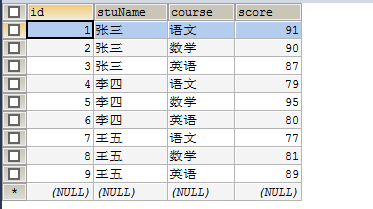 id stuName course score
1 张三 语文 91
2 张三 数学 90
3 张三 英语 87
4 李四 语文 79
5 李四 数学 95
6 李四 英语 80
7 王五 语文 77
8 王五 数学 81
9 王五 英语 89
* (NULL) (NULL) (NULL) (NULL)